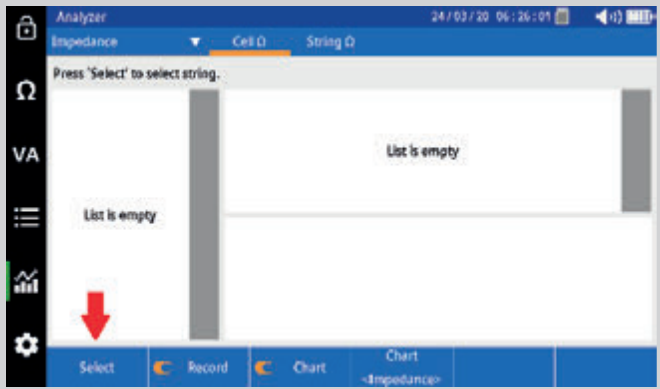 Analyzer 24/03/20 06:26:01
Impedance Cell Ω String Ω
Press 'Select' to select string.
Ω
VA
List is empty
List is empty
Select Record Chart Chart
<Impedance>